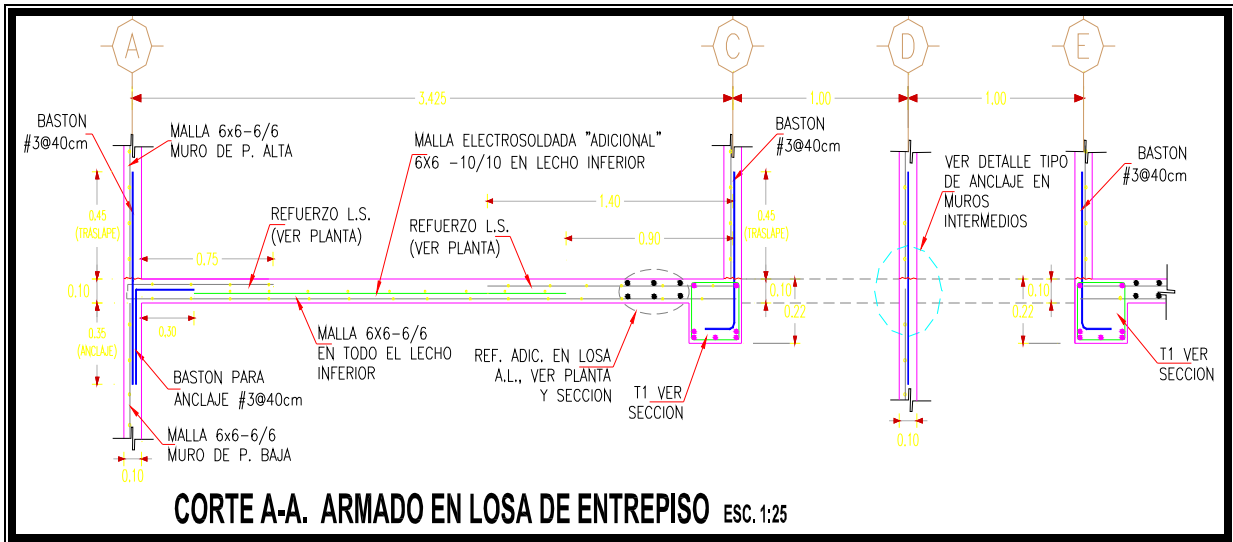 A
C
D
E
3.425
1.00
1.00
BASTON
#3@40cm
MALLA 6x6-6/6
MURO DE P. ALTA
MALLA ELECTROSOLDADA "ADICIONAL"
6X6 -10/10 EN LECHO INFERIOR
BASTON
#3@40cm
VER DETALLE TIPO
DE ANCLAJE EN
MUROS
INTERMEDIOS
BASTON
#3@40cm
0.45
(TRASLAPE)
REFUERZO L.S.
(VER PLANTA)
0.75
REFUERZO L.S.
(VER PLANTA)
1.40
0.90
0.45
(TRASLAPE)
0.10
0.10
0.22
0.10
0.22
0.35
(ANCLAJE)
0.30
MALLA 6X6-6/6
EN TODO EL LECHO
INFERIOR
BASTON PARA
ANCLAJE #3@40cm
REF. ADIC. EN LOSA
A.L., VER PLANTA
Y SECCION
T1 VER
SECCION
T1 VER
SECCION
MALLA 6x6-6/6
MURO DE P. BAJA
0.10
0.10
CORTE A-A. ARMADO EN LOSA DE ENTREPISO ESC. 1:25